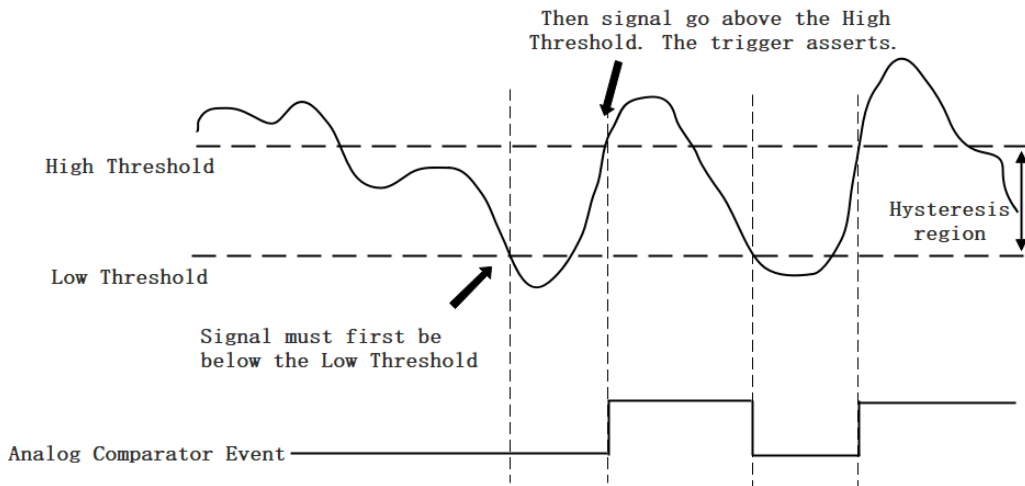 Then signal go above the High
Threshold. The trigger asserts.
High Threshold
Hysteresis
region
Low Threshold
Signal must first be
below the Low Threshold
Analog Comparator Event